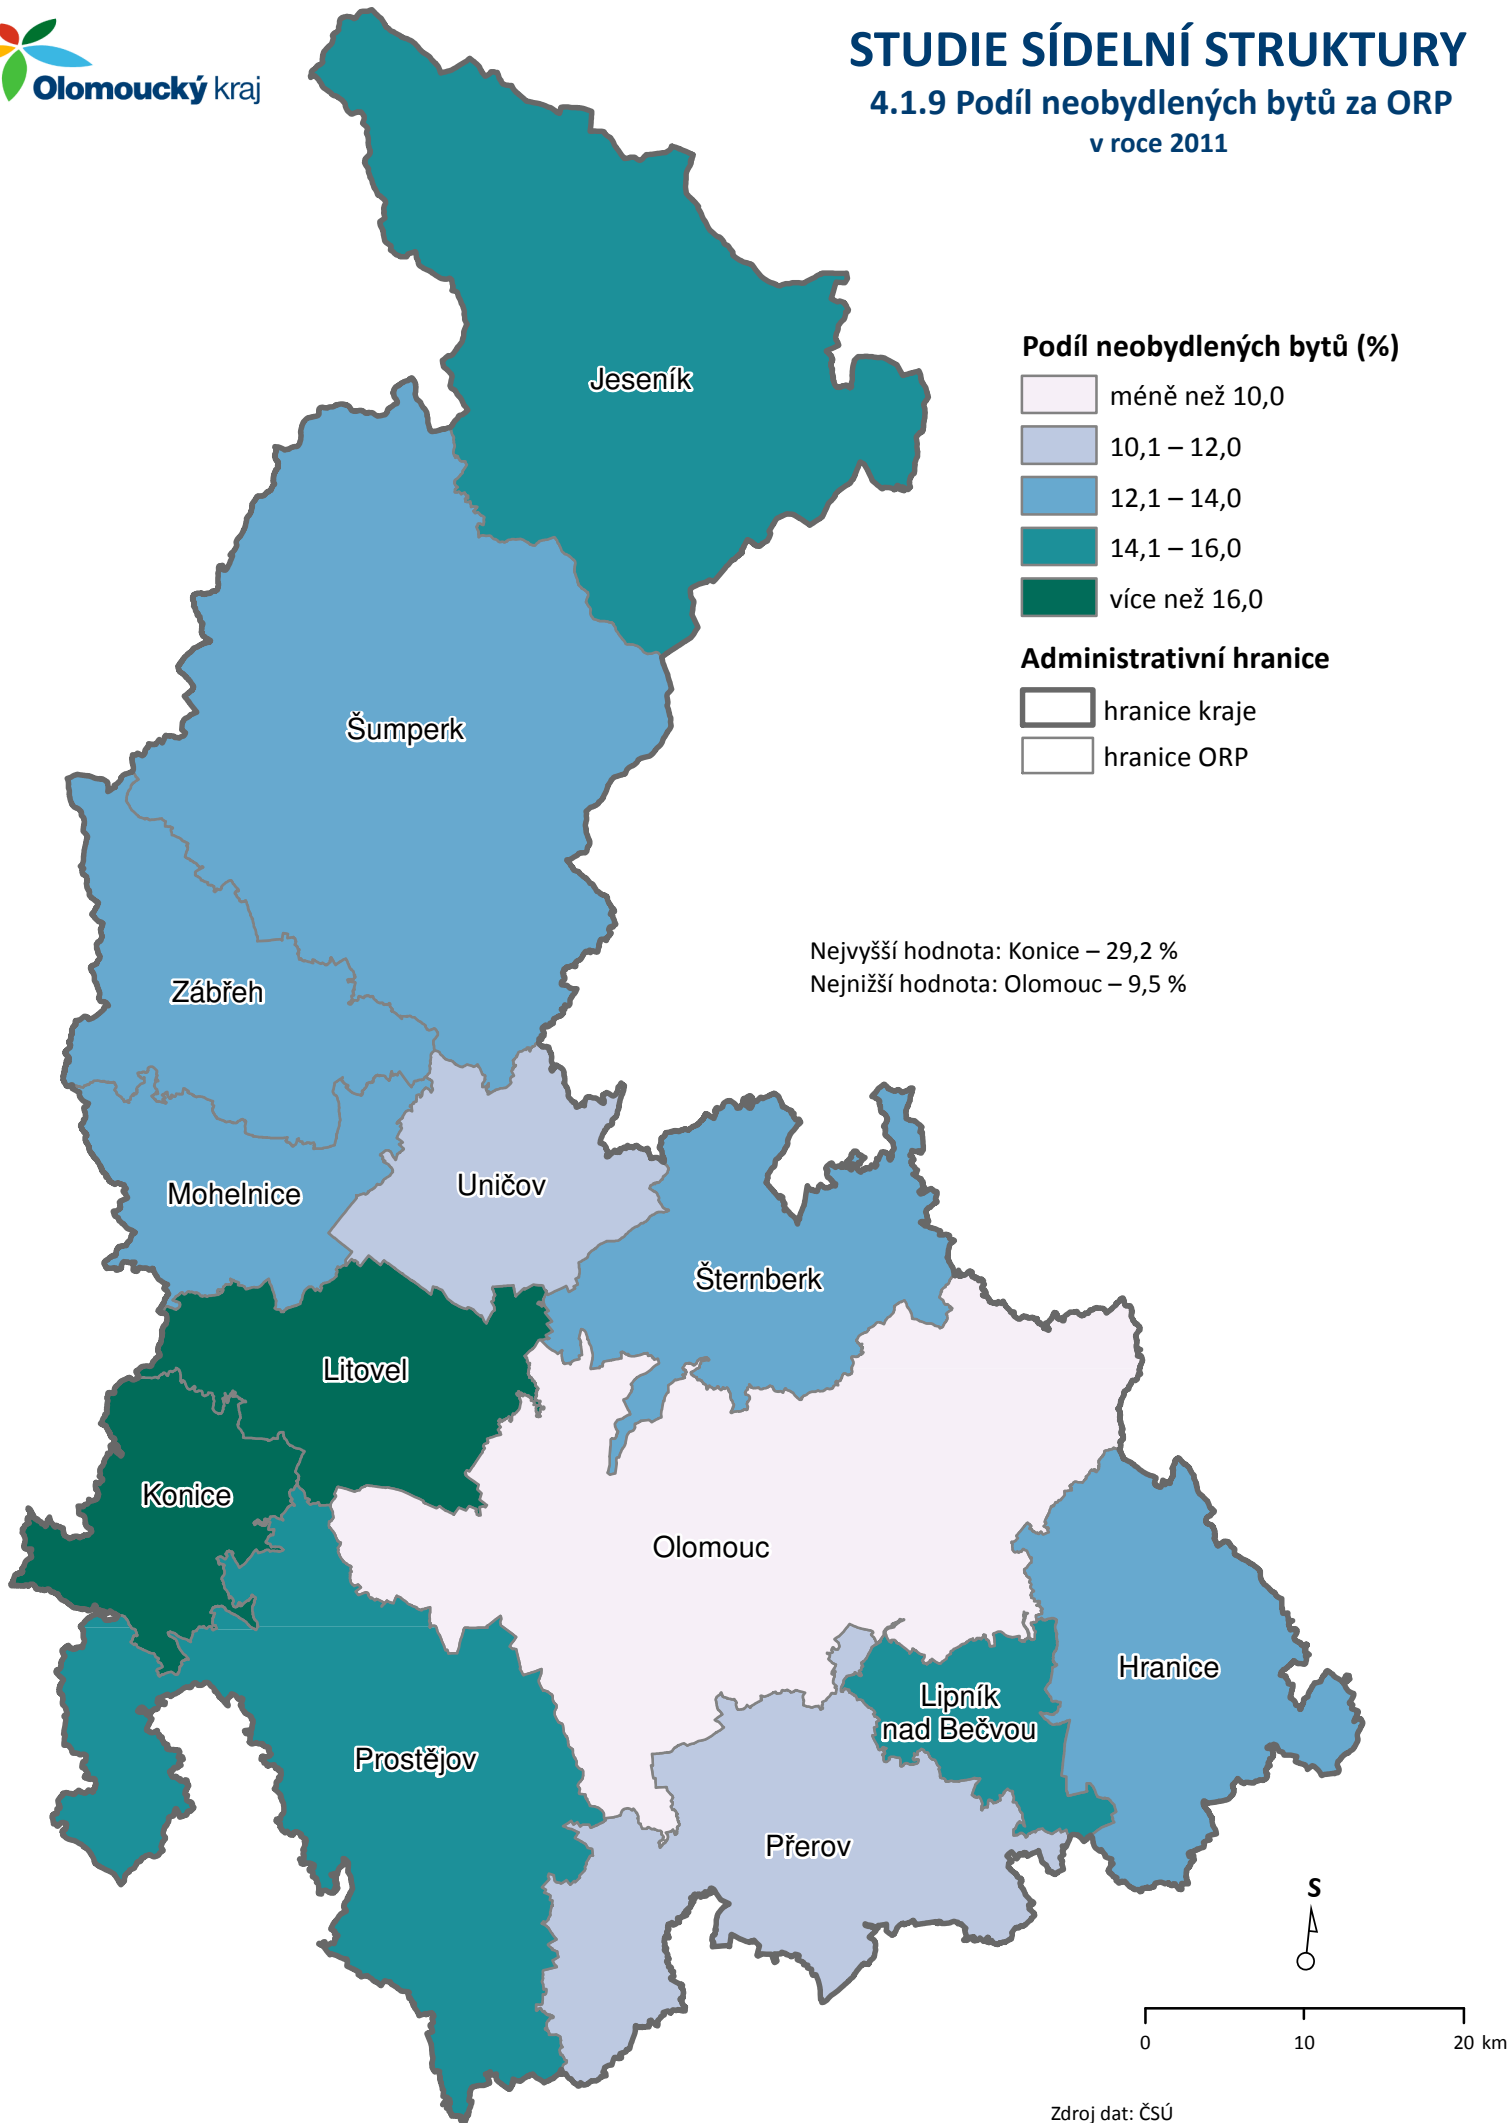 Olomoucký kraj
STUDIE SÍDELNÍ STRUKTURY
4.1.9 Podíl neobydlených bytů za ORP
v roce 2011
Podíl neobydlených bytů (%)
méně než 10,0
10,1 – 12,0
12,1 – 14,0
14,1 – 16,0
více než 16,0
Administrativní hranice
hranice kraje
hranice ORP
Nejvyšší hodnota: Konice – 29,2 %
Nejnižší hodnota: Olomouc – 9,5 %
Jeseník
Šumperk
Zábřeh
Mohelnice
Uničov
Šternberk
Litovel
Konice
Olomouc
Hranice
Lipník
nad Bečvou
Prostějov
Přerov
S
0 10 20 km
Zdroj dat: ČSÚ